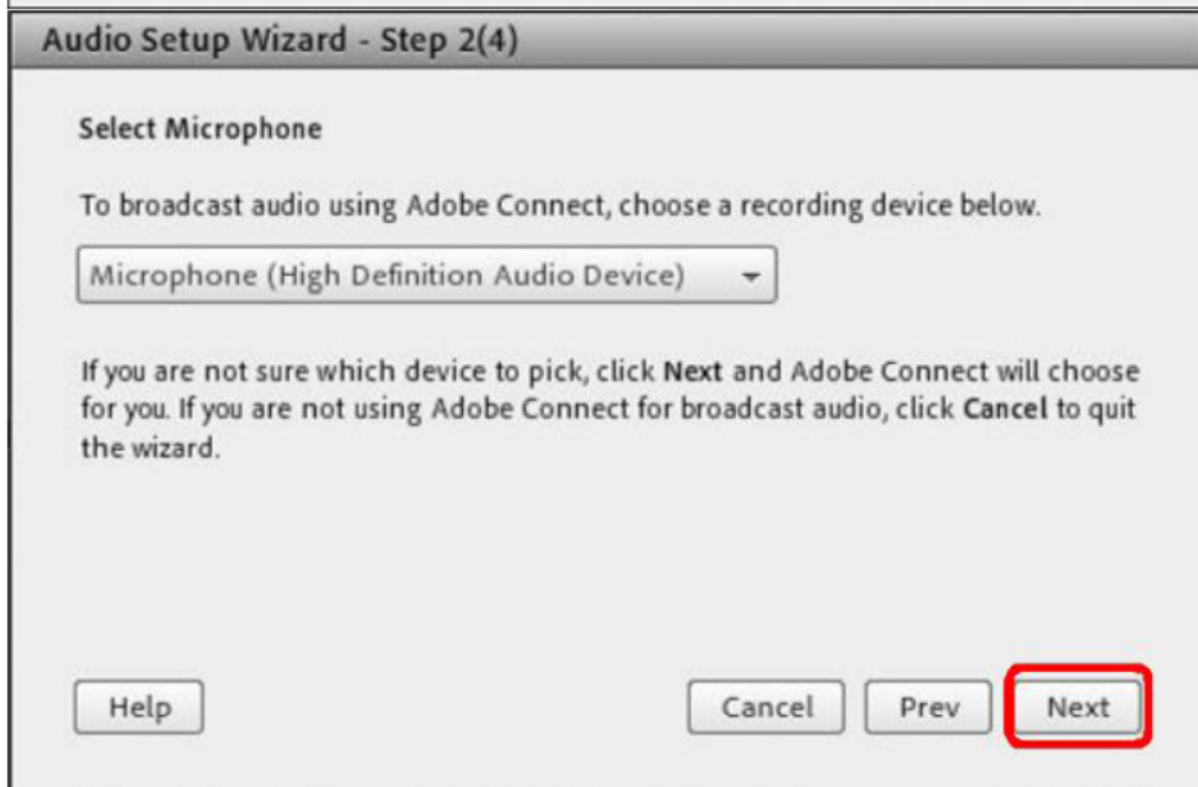 Audio Setup Wizard - Step 2(4)
Select Microphone
To broadcast audio using Adobe Connect, choose a recording device below.
Microphone (High Definition Audio Device)
If you are not sure which device to pick, click Next and Adobe Connect will choose
for you. If you are not using Adobe Connect for broadcast audio, click Cancel to quit
the wizard.
Help Cancel Prev Next